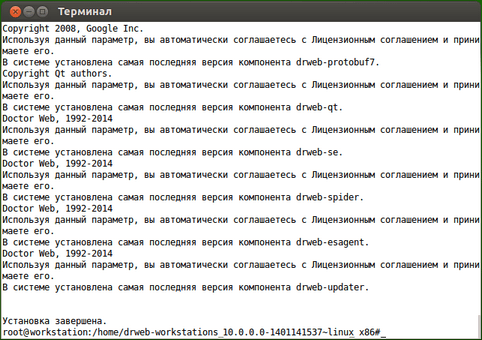 Терминал
Copyright 2008, Google Inc.
Используя данный параметр, вы автоматически соглашаетесь с Лицензионным соглашением и прини
маете его.
В системе установлена самая последняя версия компонента drweb-protobuf7.
Copyright Qt authors.
Используя данный параметр, вы автоматически соглашаетесь с Лицензионным соглашением и прини
маете его.
В системе установлена самая последняя версия компонента drweb-qt.
Doctor Web, 1992-2014
Используя данный параметр, вы автоматически соглашаетесь с Лицензионным соглашением и прини
маете его.
В системе установлена самая последняя версия компонента drweb-se.
Doctor Web, 1992-2014
Используя данный параметр, вы автоматически соглашаетесь с Лицензионным соглашением и прини
маете его.
В системе установлена самая последняя версия компонента drweb-spider.
Doctor Web, 1992-2014
Используя данный параметр, вы автоматически соглашаетесь с Лицензионным соглашением и прини
маете его.
В системе установлена самая последняя версия компонента drweb-esagent.
Doctor Web, 1992-2014
Используя данный параметр, вы автоматически соглашаетесь с Лицензионным соглашением и прини
маете его.
В системе установлена самая последняя версия компонента drweb-updater.
Установка завершена.
root@workstation:/home/drweb-workstations_10.0.0.0-1401141537~linux_x86#